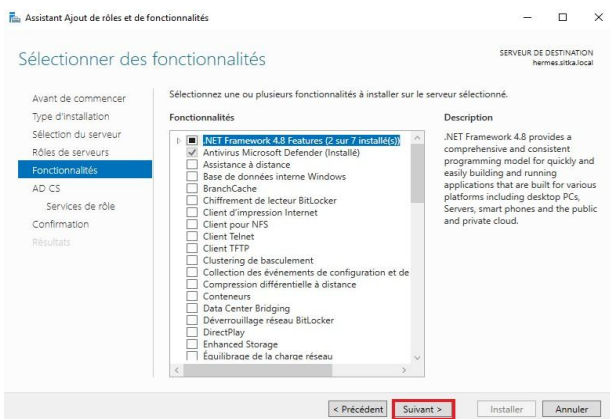 Assistant Ajout de rôles et de fonctionnalités
Sélectionner des fonctionnalités
SERVEUR DE DESTINATION
hermes.sitka.local
Avant de commencer
Type d'installation
Sélection du serveur
Rôles de serveurs
Fonctionnalités
AD CS
Services de rôle
Confirmation
Résultats
Sélectionnez une ou plusieurs fonctionnalités à installer sur le serveur sélectionné.
Fonctionnalités
.NET Framework 4.8 Features (2 sur 7 installé(s))
Antivirus Microsoft Defender (Installé)
Assistance à distance
Base de données interne Windows
BranchCache
Chiffrement de lecteur BitLocker
Client d'impression Internet
Client pour NFS
Client Telnet
Client TFTP
Clustering de basculement
Collection des événements de configuration et de
Compression différentielle à distance
Conteneurs
Data Center Bridging
Déverrouillage réseau BitLocker
DirectPlay
Enhanced Storage
Équilibrage de la charge réseau
Description
.NET Framework 4.8 provides a
comprehensive and consistent
programming model for quickly and
easily building and running
applications that are built for various
platforms including desktop PCs,
Servers, smart phones and the public
and private cloud.
< Précédent
Suivant >
Installer
Annuler